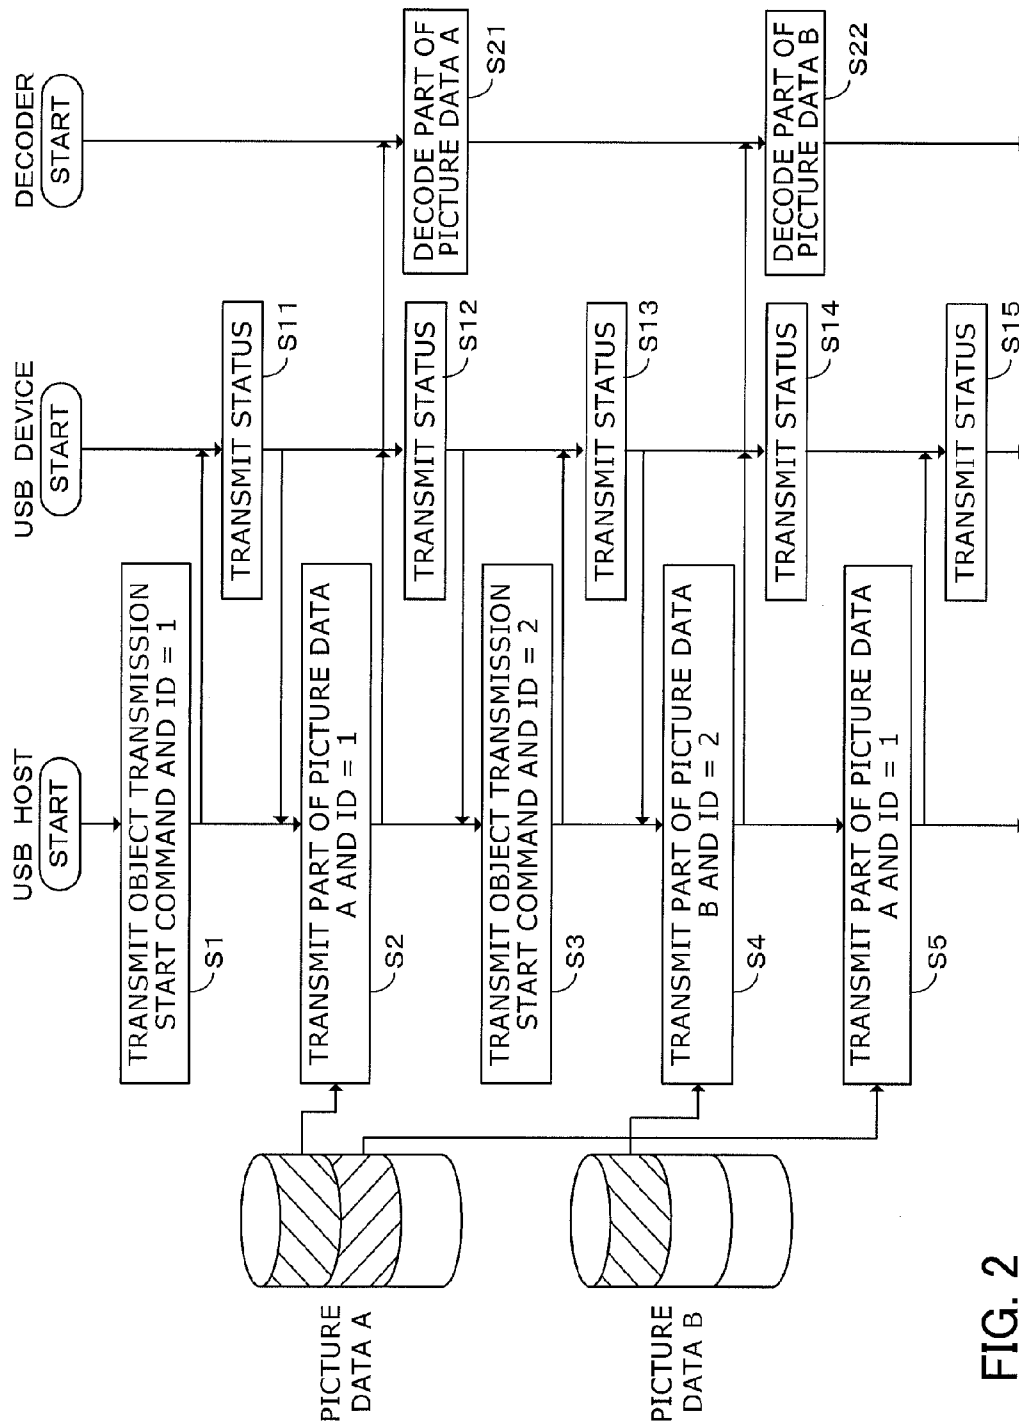 USB HOST
USB DEVICE
DECODER
START
START
START
TRANSMIT OBJECT TRANSMISSION
START COMMAND AND ID = 1
S1
TRANSMIT STATUS
S11
PICTURE
DATA A
TRANSMIT PART OF PICTURE DATA
A AND ID = 1
S2
TRANSMIT STATUS
S12
DECODE PART OF
PICTURE DATA A
S21
TRANSMIT OBJECT TRANSMISSION
START COMMAND AND ID = 2
S3
TRANSMIT STATUS
S13
PICTURE
DATA B
TRANSMIT PART OF PICTURE DATA
B AND ID = 2
S4
TRANSMIT STATUS
S14
DECODE PART OF
PICTURE DATA B
S22
TRANSMIT PART OF PICTURE DATA
A AND ID = 1
S5
TRANSMIT STATUS
S15
FIG. 2